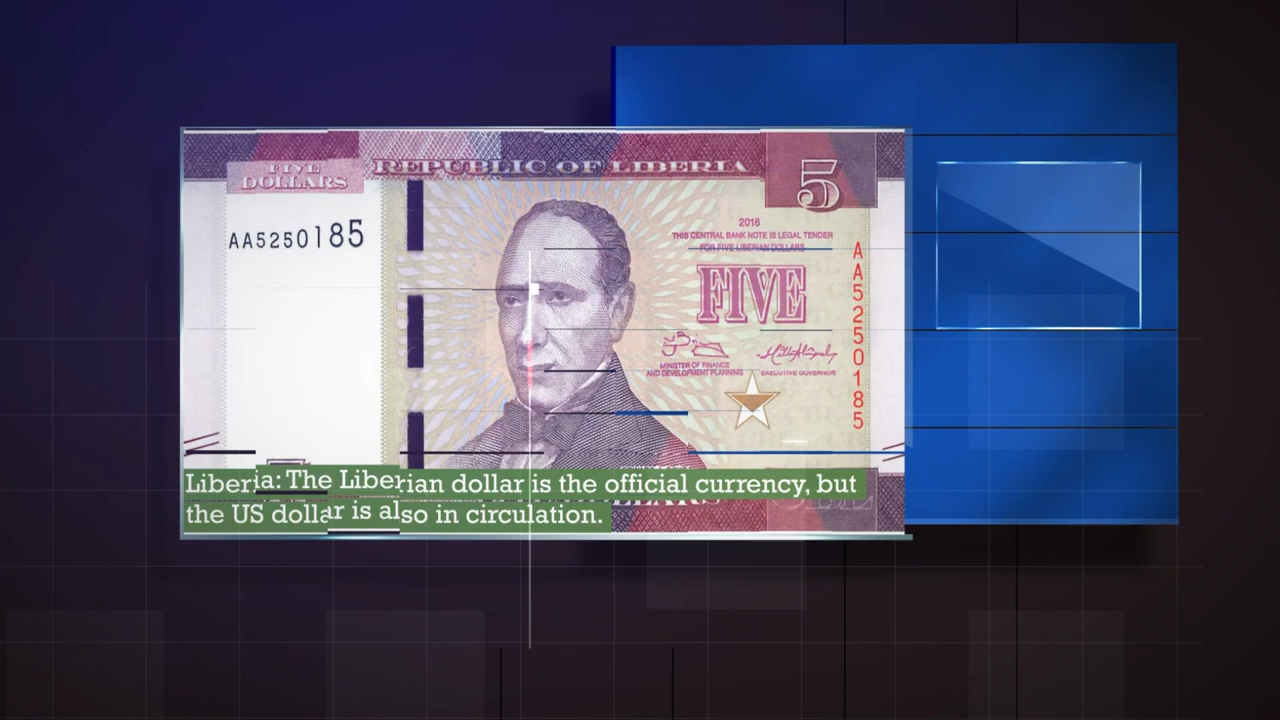 FIVE
DOLLARS
REPUBLIC OF LIBERIA
5
AA5250185
2016
THIS CENTRAL BANK NOTE IS LEGAL TENDER
FOR FIVE LIBERIAN DOLLARS
FIVE
AA5250185
MINISTER OF FINANCE
AND DEVELOPMENT PLANNING
EXECUTIVE GOVERNOR
Liberia: The Liberian dollar is the official currency, but
the US dollar is also in circulation.